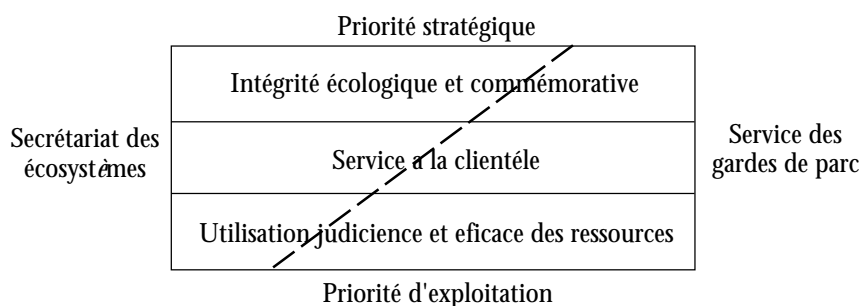 Priorité stratégique
Intégrité écologique et commémorative
Secrétariat des
écosystèmes
Service a la clientéle
Service des
gardes de parc
Utilisation judicience et eficace des ressources
Priorité d'exploitation